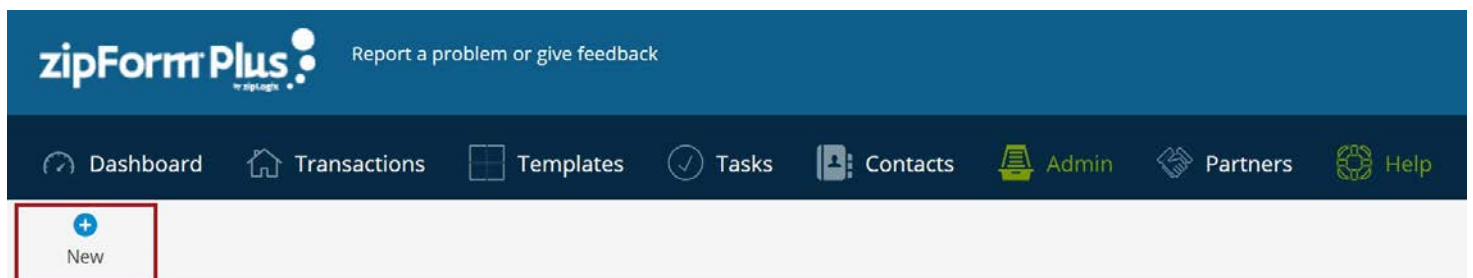 zipForm Plus
by zipLogix
Report a problem or give feedback
Dashboard Transactions Templates Tasks Contacts Admin Partners Help
New